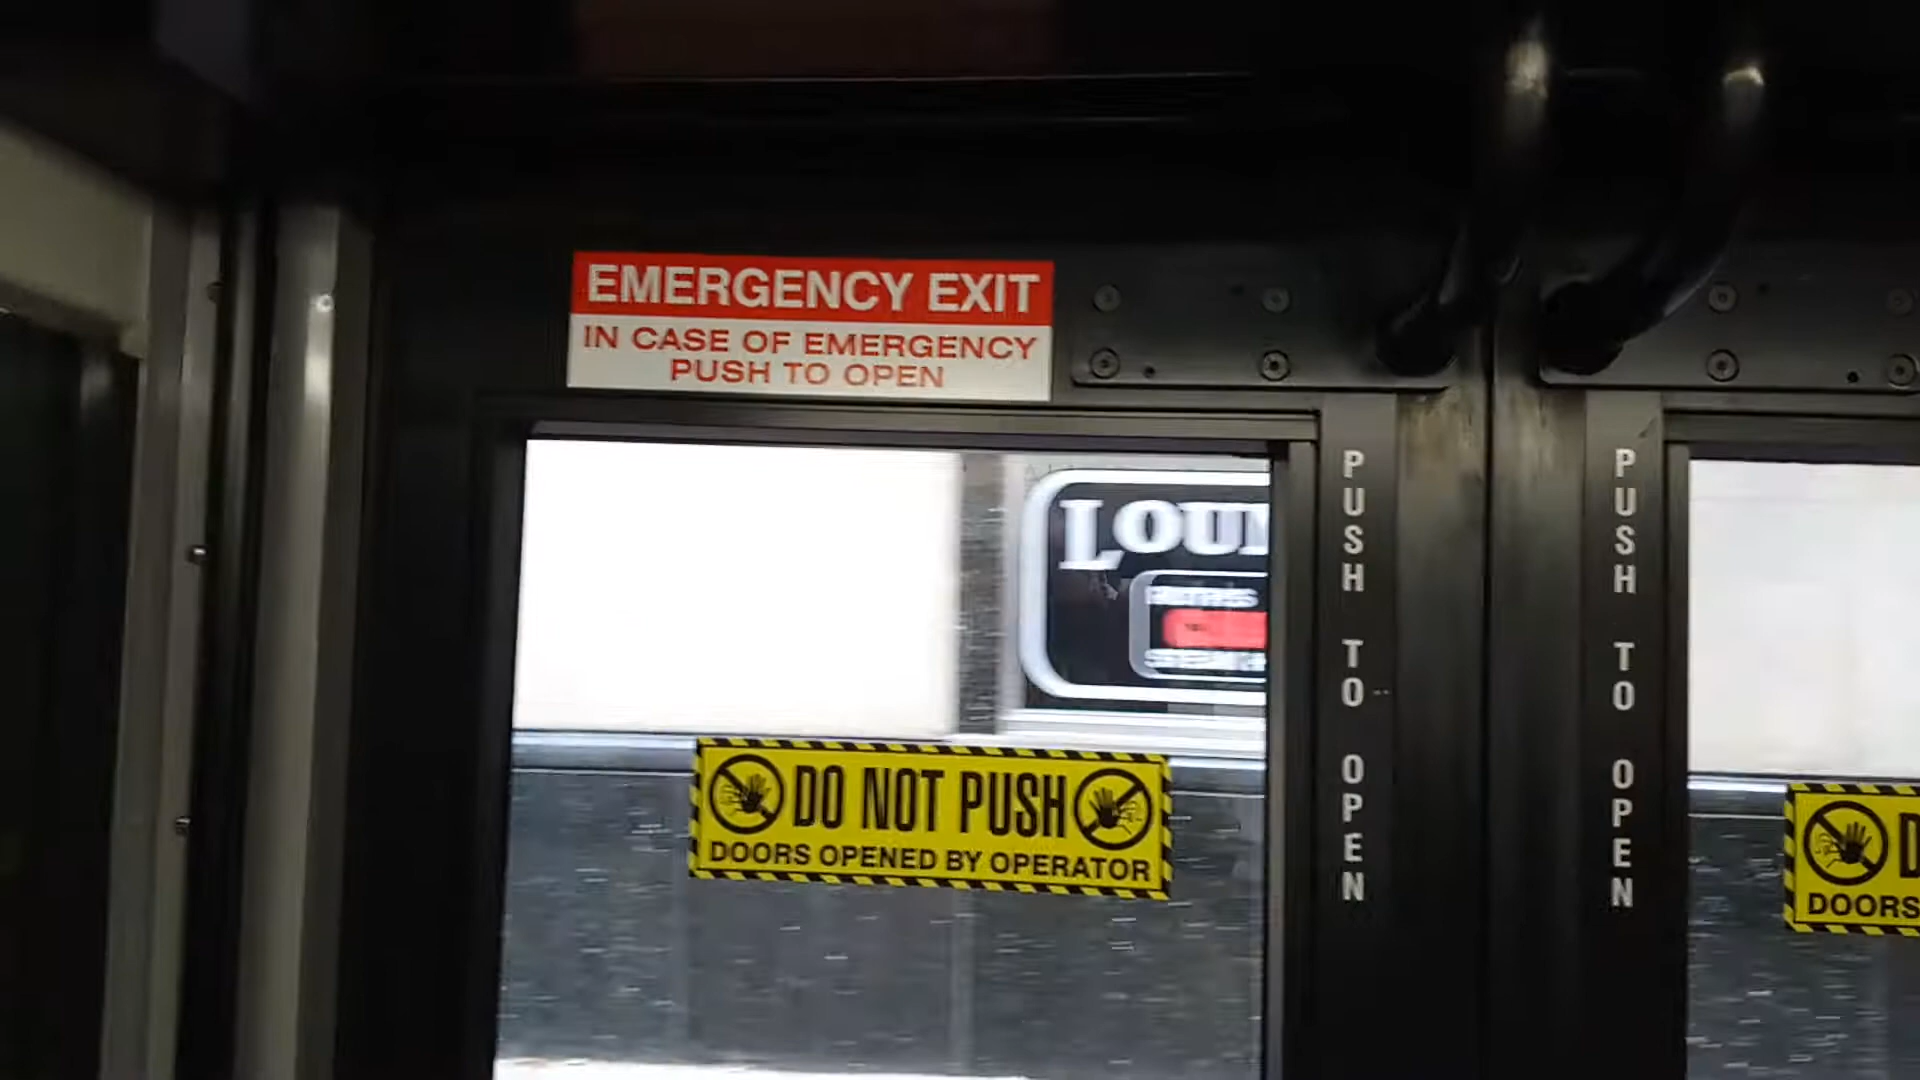 EMERGENCY EXIT
IN CASE OF EMERGENCY
PUSH TO OPEN
PUSH TO OPEN
PUSH TO OPEN
DO NOT PUSH
DOORS OPENED BY OPERATOR
D
DOORS